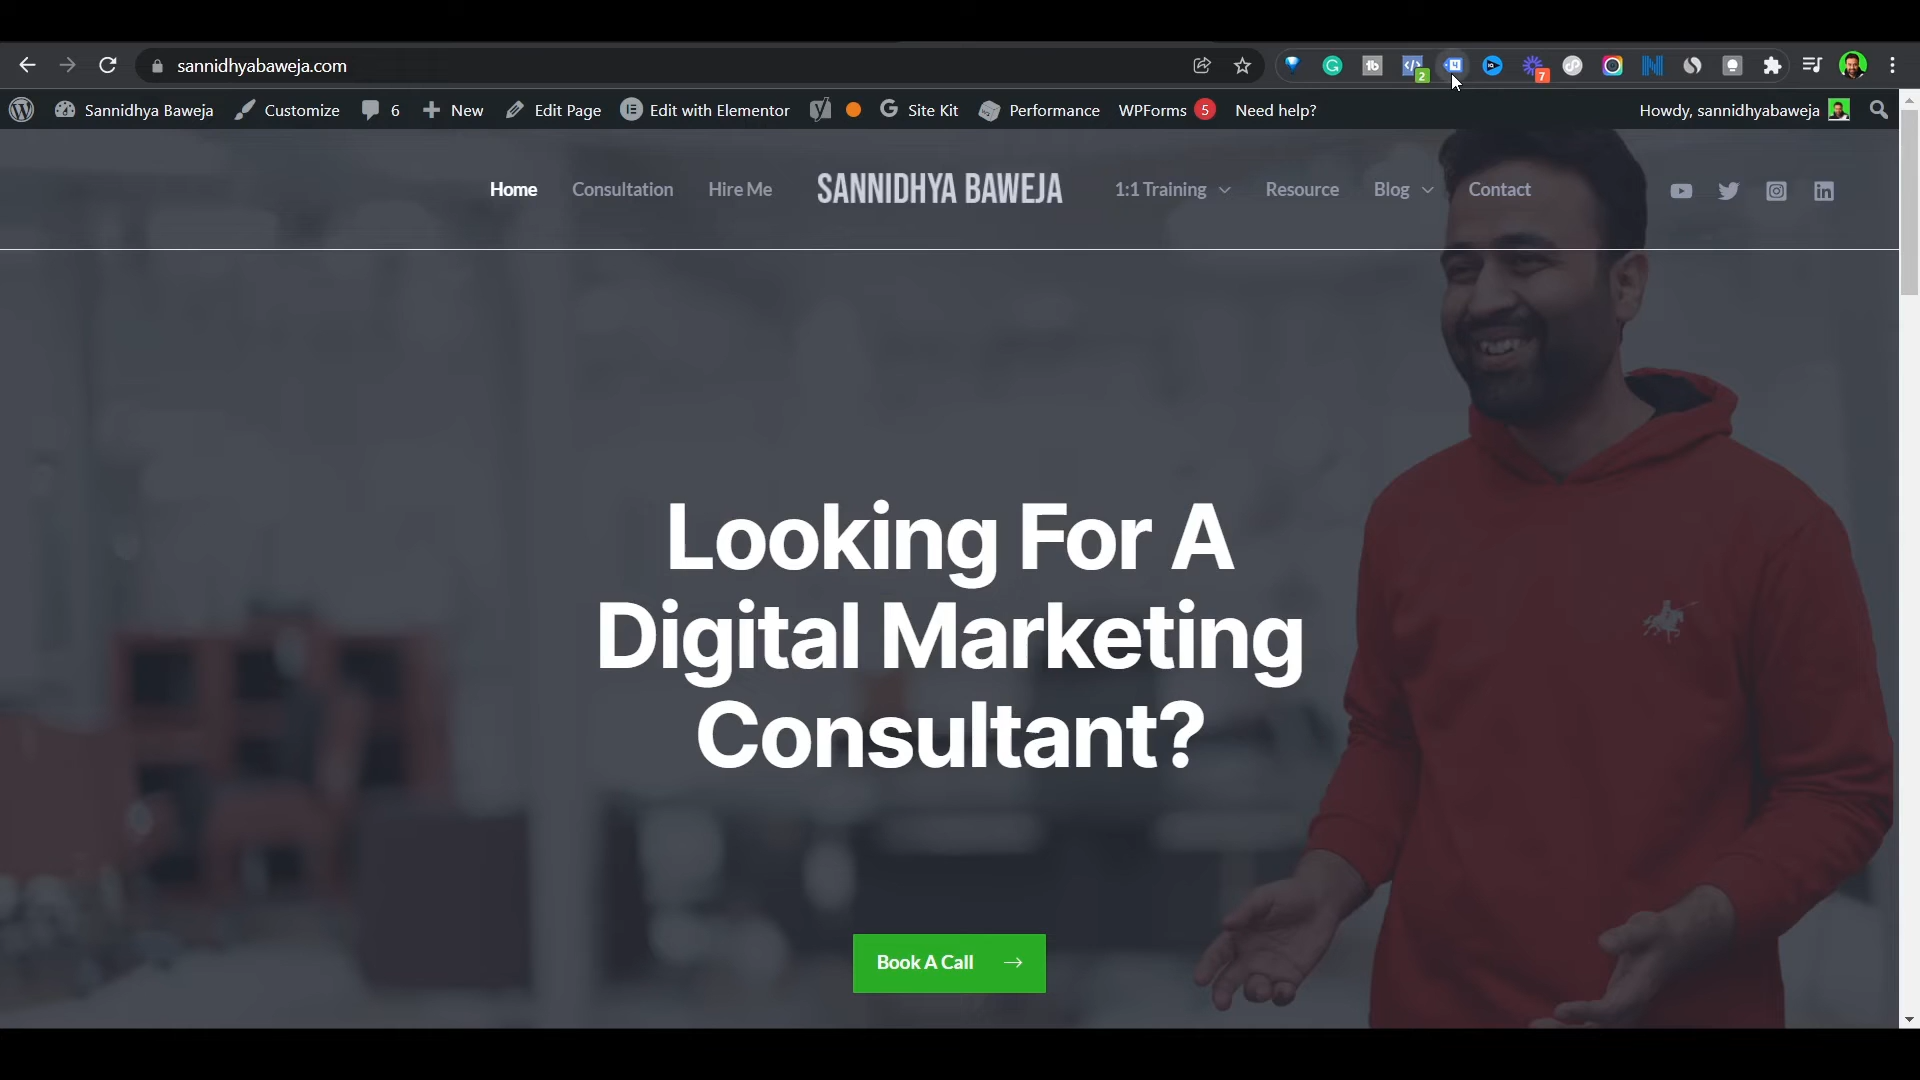 sannidhyabaweja.com
2
7
Sannidhya Baweja
Customize
6
New
Edit Page
Edit with Elementor
Site Kit
Performance
WPForms 5
Need help?
Howdy, sannidhyabaweja
Home
Consultation
Hire Me
SANNIDHYA BAWEJA
1:1 Training
Resource
Blog
Contact
Looking For A
Digital Marketing
Consultant?
Book A Call →